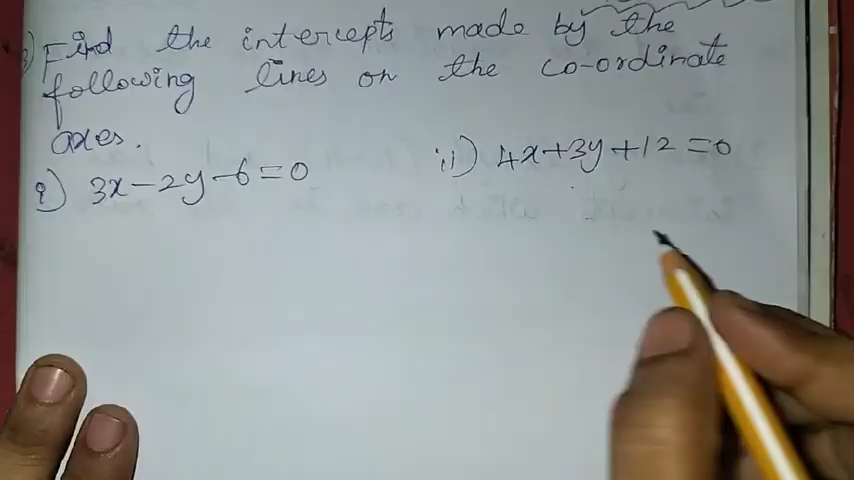 3) Find the intercepts made by the
following lines on the co-ordinate
axes.
i) 3x-2y-6=0
ii) 4x+3y+12=0